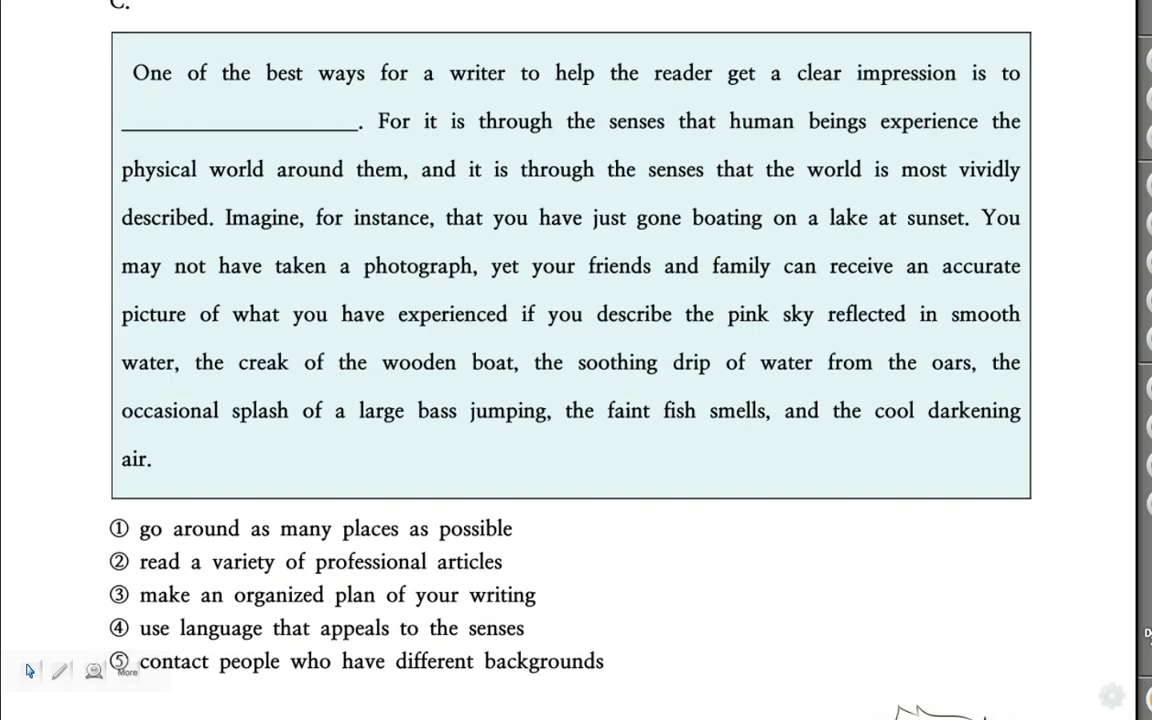 C.
One of the best ways for a writer to help the reader get a clear impression is to
____________________. For it is through the senses that human beings experience the
physical world around them, and it is through the senses that the world is most vividly
described. Imagine, for instance, that you have just gone boating on a lake at sunset. You
may not have taken a photograph, yet your friends and family can receive an accurate
picture of what you have experienced if you describe the pink sky reflected in smooth
water, the creak of the wooden boat, the soothing drip of water from the oars, the
occasional splash of a large bass jumping, the faint fish smells, and the cool darkening
air.
① go around as many places as possible
② read a variety of professional articles
③ make an organized plan of your writing
④ use language that appeals to the senses
⑤ contact people who have different backgrounds
More